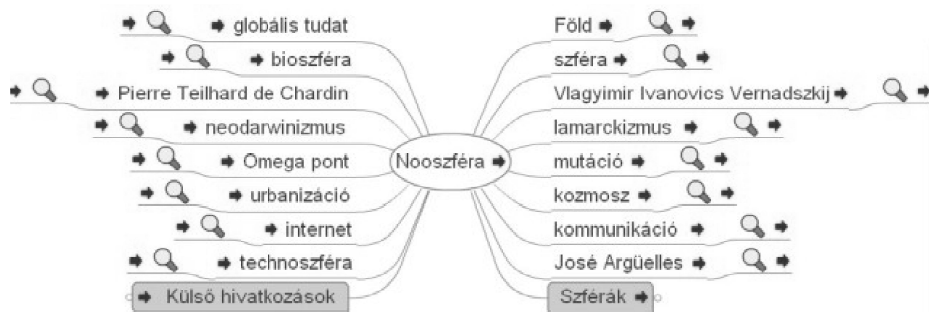 globális tudat
bioszféra
Pierre Teilhard de Chardin
neodarwinizmus
Ómega pont
urbanizáció
internet
technoszféra
Külső hivatkozások
Nooszféra
Föld
szféra
Vlagyimir Ivanovics Vernadszkij
lamarckizmus
mutáció
kozmosz
kommunikáció
José Argüelles
Szférák